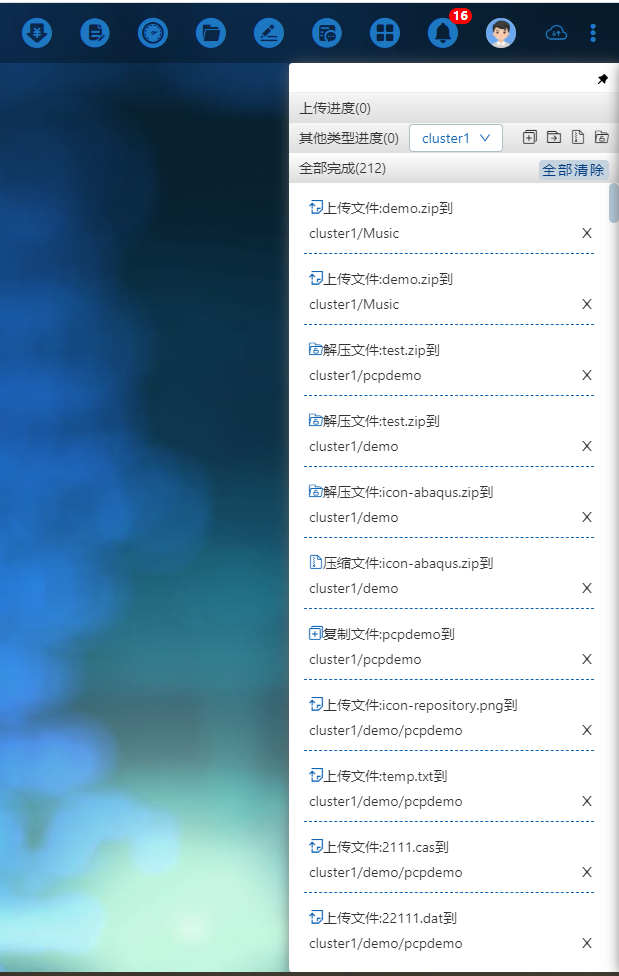 16
上传进度(0)
其他类型进度(0) cluster1
全部完成(212) 全部清除
上传文件:demo.zip到
cluster1/Music X
上传文件:demo.zip到
cluster1/Music X
解压文件:test.zip到
cluster1/pcpdemo X
解压文件:test.zip到
cluster1/demo X
解压文件:icon-abaqus.zip到
cluster1/demo X
压缩文件:icon-abaqus.zip到
cluster1/demo X
复制文件:pcpdemo到
cluster1/pcpdemo X
上传文件:icon-repository.png到
cluster1/demo/pcpdemo X
上传文件:temp.txt到
cluster1/demo/pcpdemo X
上传文件:2111.cas到
cluster1/demo/pcpdemo X
上传文件:22111.dat到
cluster1/demo/pcpdemo X